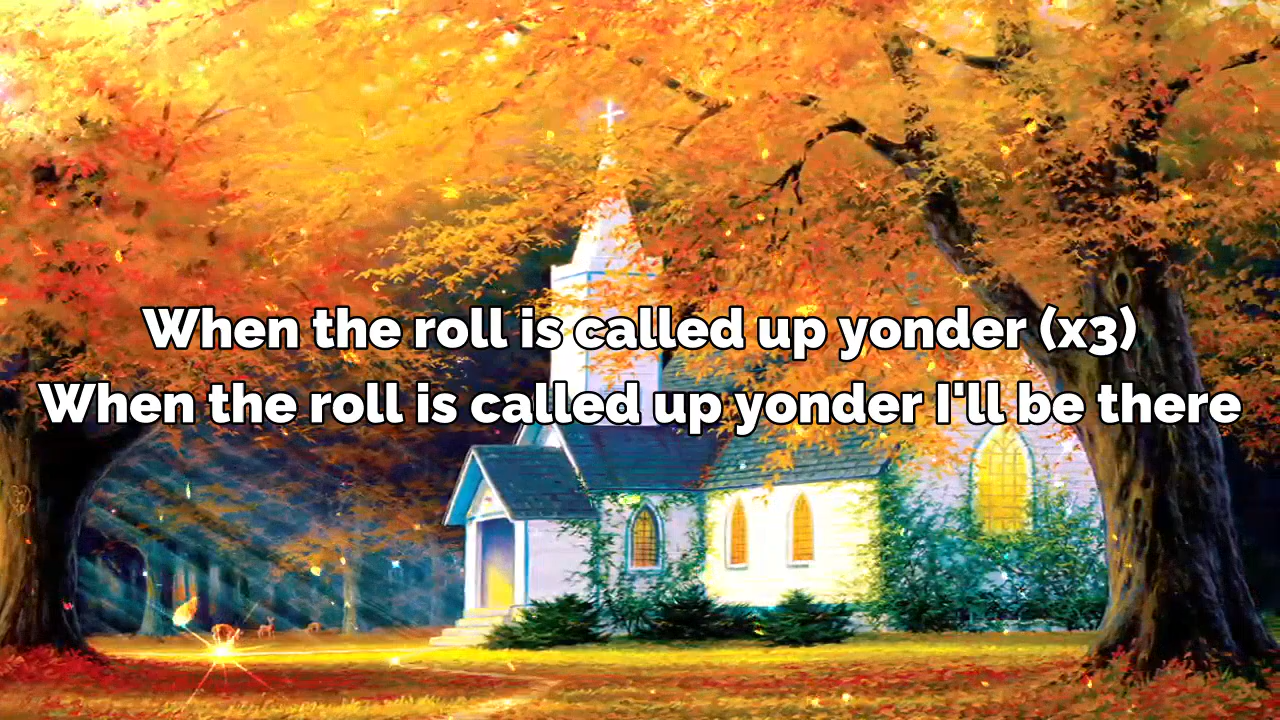 When the roll is called up yonder (x3)
When the roll is called up yonder I'll be there